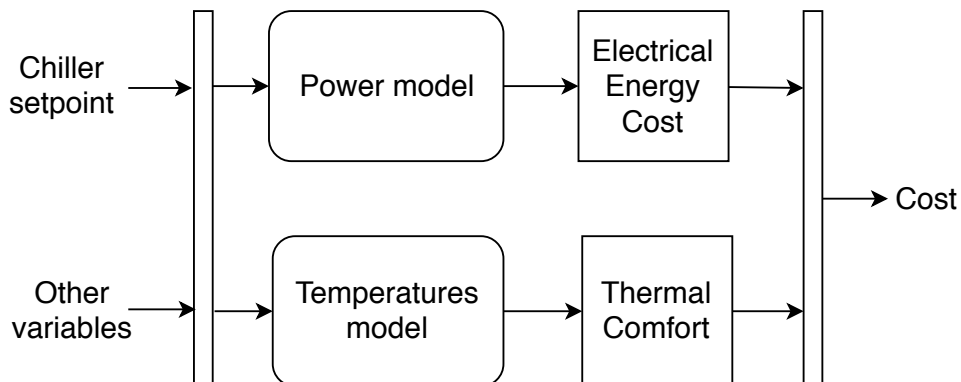 Chiller
setpoint
Power model
Electrical
Energy
Cost
Cost
Other
variables
Temperatures
model
Thermal
Comfort